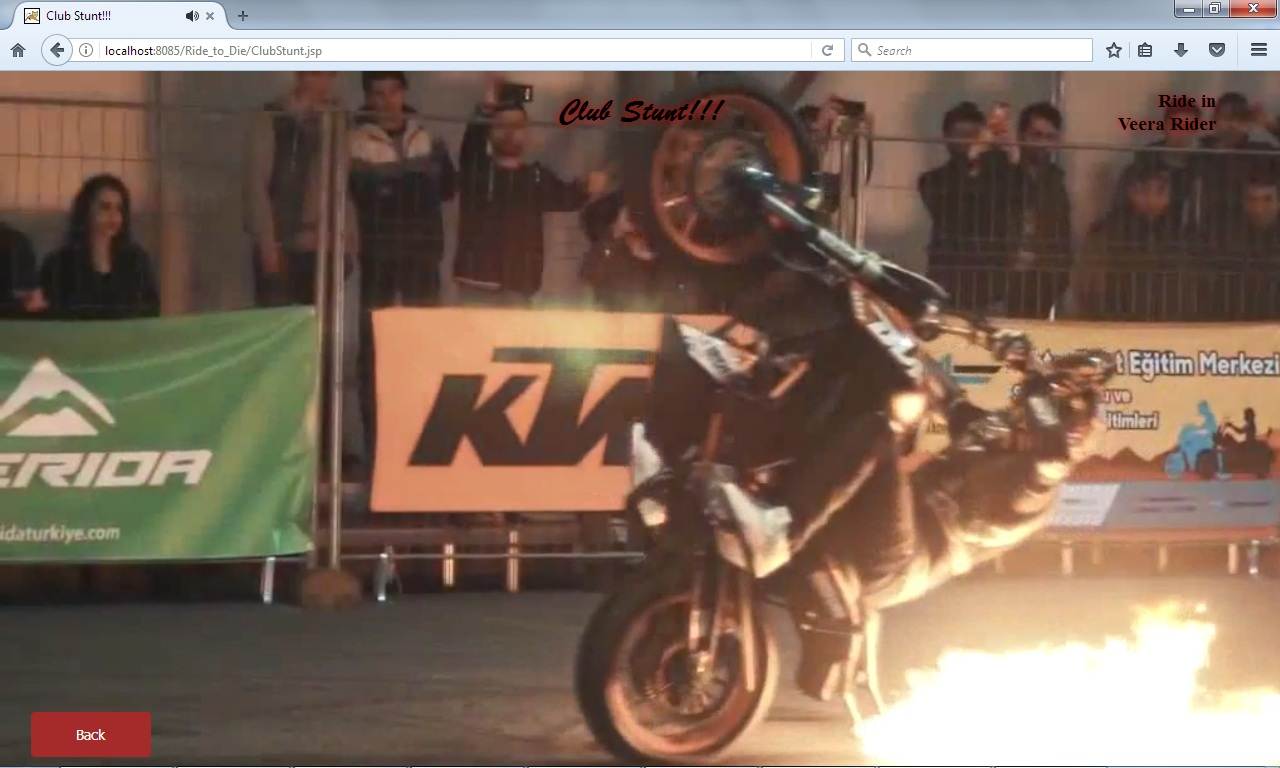 Club Stunt!!!
localhost:8085/Ride_to_Die/ClubStunt.jsp
Search
Club Stunt!!!
Ride in
Veera Rider
Eğitim Merkezi
ve
KTM
ERIDA
idaturkiye.com
Back